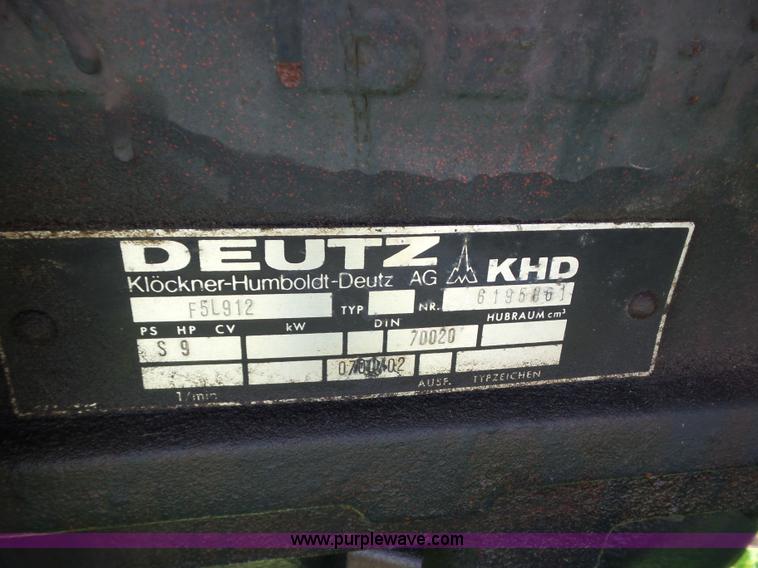 DEUTZ KHD
Klöckner-Humboldt-Deutz AG
F5L912 TYP NR. 6195861
PS HP CV kW DIN HUBRAUM cm³
S 9 70020
1/min AUSF. TYPZEICHEN
www.purplewave.com